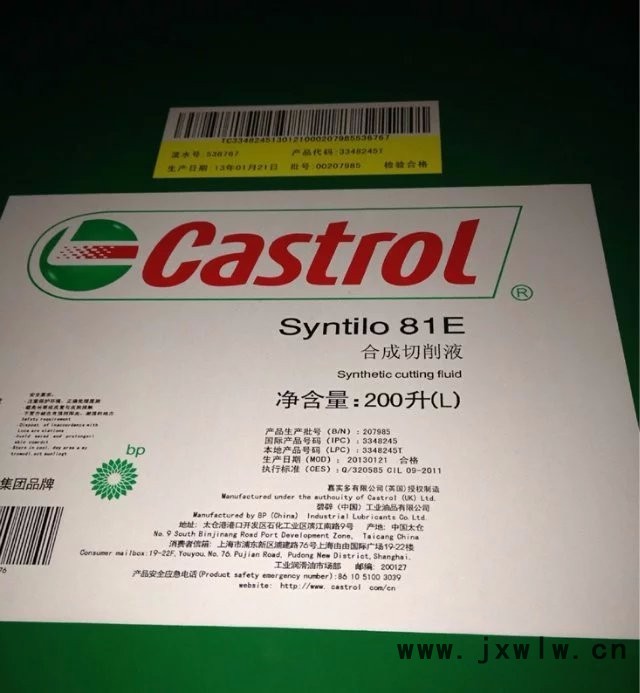 TC33482451301210002079855 36767
流水号: 536767 产品代码: 3348245T
生产日期: 13年01月21日 批号: 00207985 检验合格
Castrol
®
Syntilo 81E
合成切削液
Synthetic cutting fluid
净含量: 200升(L)
产品生产批号 (B/N) : 207985
国际产品号码 (IPC) : 3348245
本地产品号码 (LPC) : 3348245T
生产日期 (MOD) : 20130121 合格
执行标准 (OES) : Q/320585 CIL 09-2011
嘉实多有限公司(英国)授权制造
Manufactured under the authouity of Castrol (UK) Ltd.
碧辟 (中国) 工业油品有限公司
Manufactured by BP (China) Industrial Lubricants Co. Ltd
地址: 太仓港港口开发区石化工业区滨江南路9号 产地: 中国太仓
No.9 South Binjinang Road Port Development Zone, Taicang China
消费者信箱: 上海市浦东新区浦建路76号上海由由国际广场19-22楼
Consumer mailbox:19-22F,Youyou,No.76 Pujian Road, Pudong New District,Shanghai.
工业润滑油市场部 邮编: 200127
产品安全应急电话(Product safety emergency number):86 10 5100 3039
website: http://www.castrol com/cn
安全要求:
Safety requirement
bp
集团品牌
76
www.jxwlw.cn